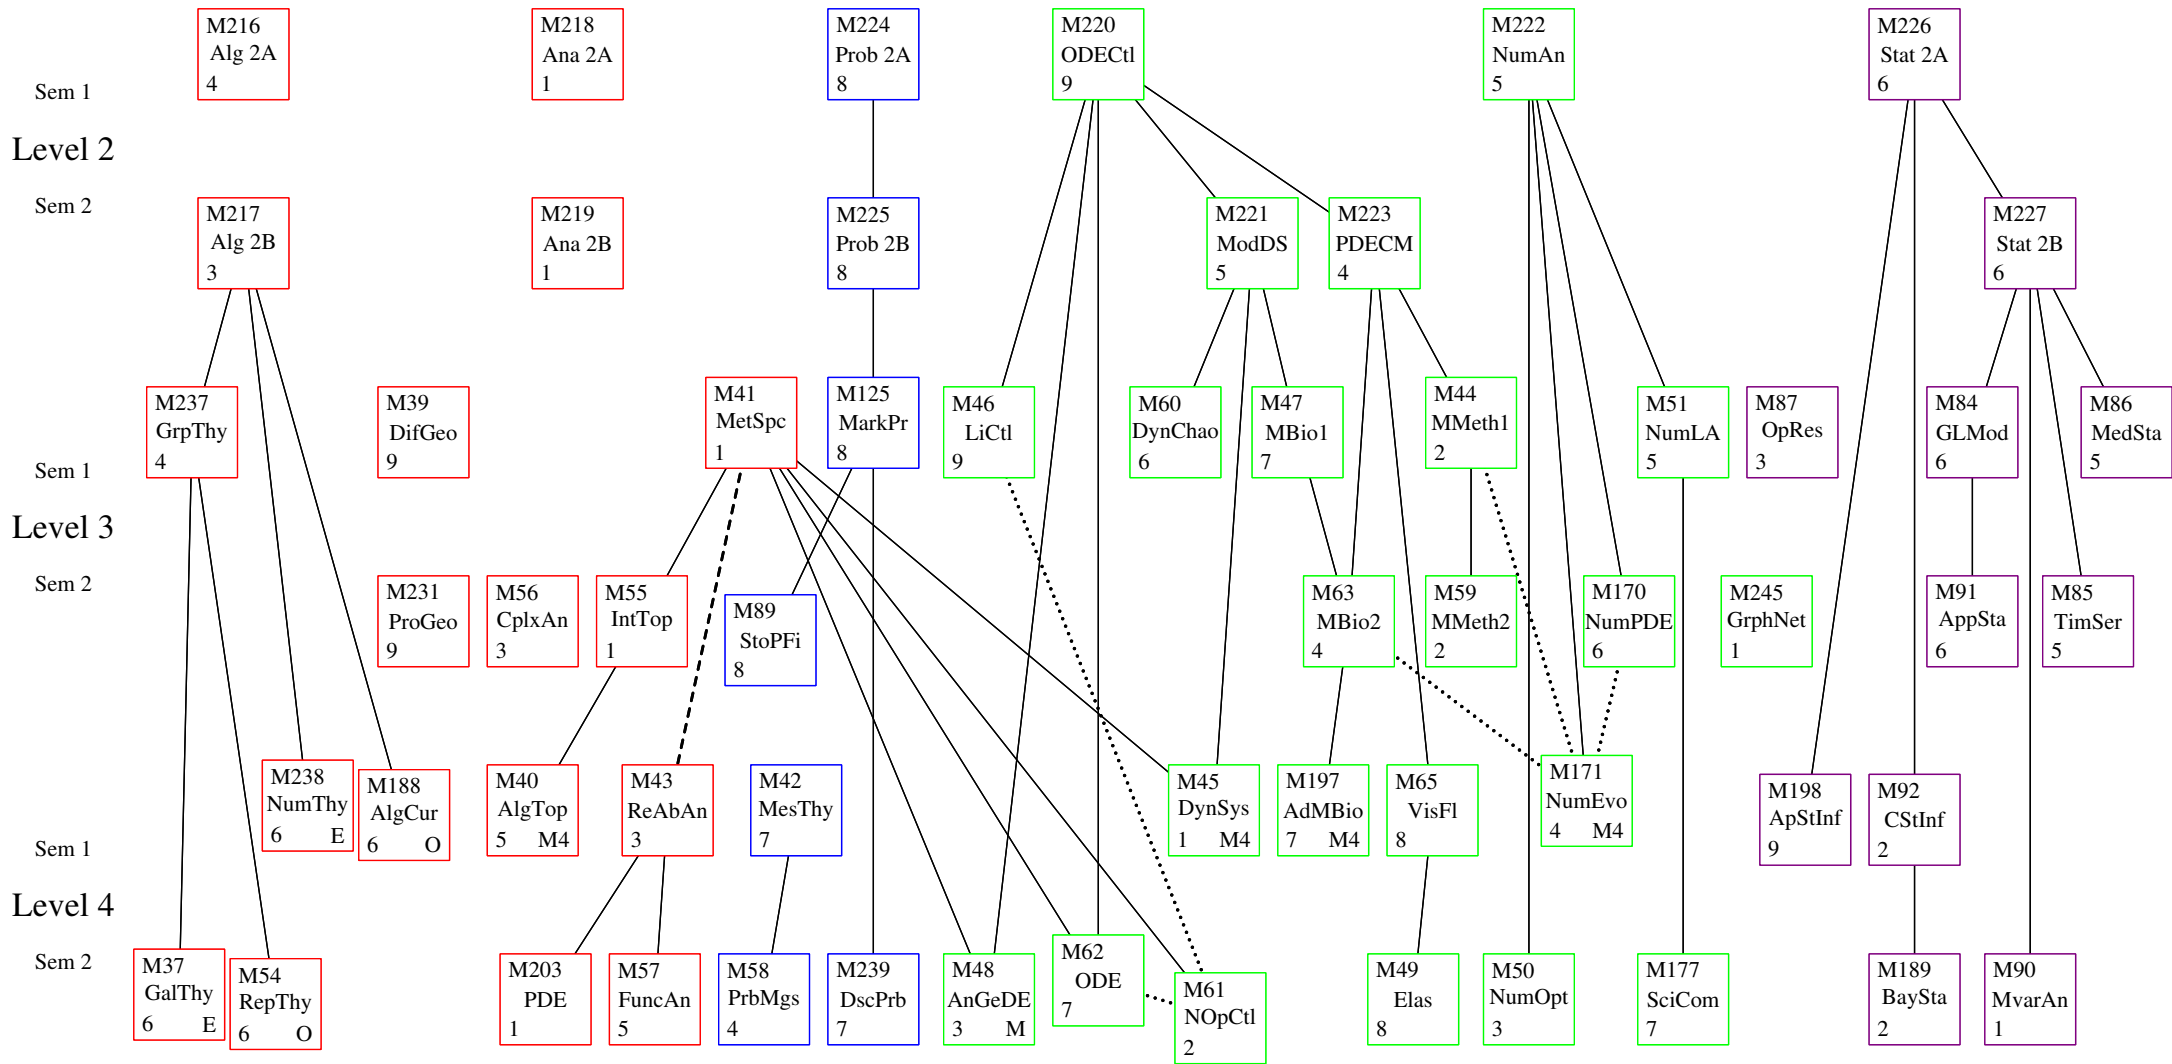 M216
Alg 2A
4
M218
Ana 2A
1
M224
Prob 2A
8
M220
ODECtl
9
M222
NumAn
5
M226
Stat 2A
6
Sem 1
Level 2
Sem 2
M217
Alg 2B
3
M219
Ana 2B
1
M225
Prob 2B
8
M221
ModDS
5
M223
PDECM
4
M227
Stat 2B
6
M237
GrpThy
4
M39
DifGeo
9
M41
MetSpc
1
M125
MarkPr
8
M46
LiCtl
9
M60
DynChao
6
M47
MBio1
7
M44
MMeth1
2
M51
NumLA
5
M87
OpRes
3
M84
GLMod
6
M86
MedSta
5
Sem 1
Level 3
Sem 2
M231
ProGeo
9
M56
CplxAn
3
M55
IntTop
1
M89
StoPFi
8
M63
MBio2
4
M59
MMeth2
2
M170
NumPDE
6
M245
GrphNet
1
M91
AppSta
6
M85
TimSer
5
M238
NumThy
6 E
M188
AlgCur
6 O
M40
AlgTop
5 M4
M43
ReAbAn
3
M42
MesThy
7
M45
DynSys
1 M4
M197
AdMBio
7 M4
M65
VisFl
8
M171
NumEvo
4 M4
M198
ApStInf
9
M92
CStInf
2
Sem 1
Level 4
Sem 2
M37
GalThy
6 E
M54
RepThy
6 O
M203
PDE
1
M57
FuncAn
5
M58
PrbMgs
4
M239
DscPrb
7
M48
AnGeDE
3 M
M62
ODE
7
M61
NOpCtl
2
M49
Elas
8
M50
NumOpt
3
M177
SciCom
7
M189
BaySta
2
M90
MvarAn
1